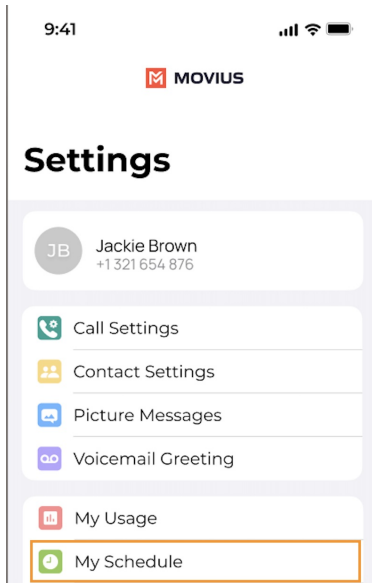 9:41
MOVIUS
Settings
JB
Jackie Brown
+1 321 654 876
Call Settings
Contact Settings
Picture Messages
Voicemail Greeting
My Usage
My Schedule